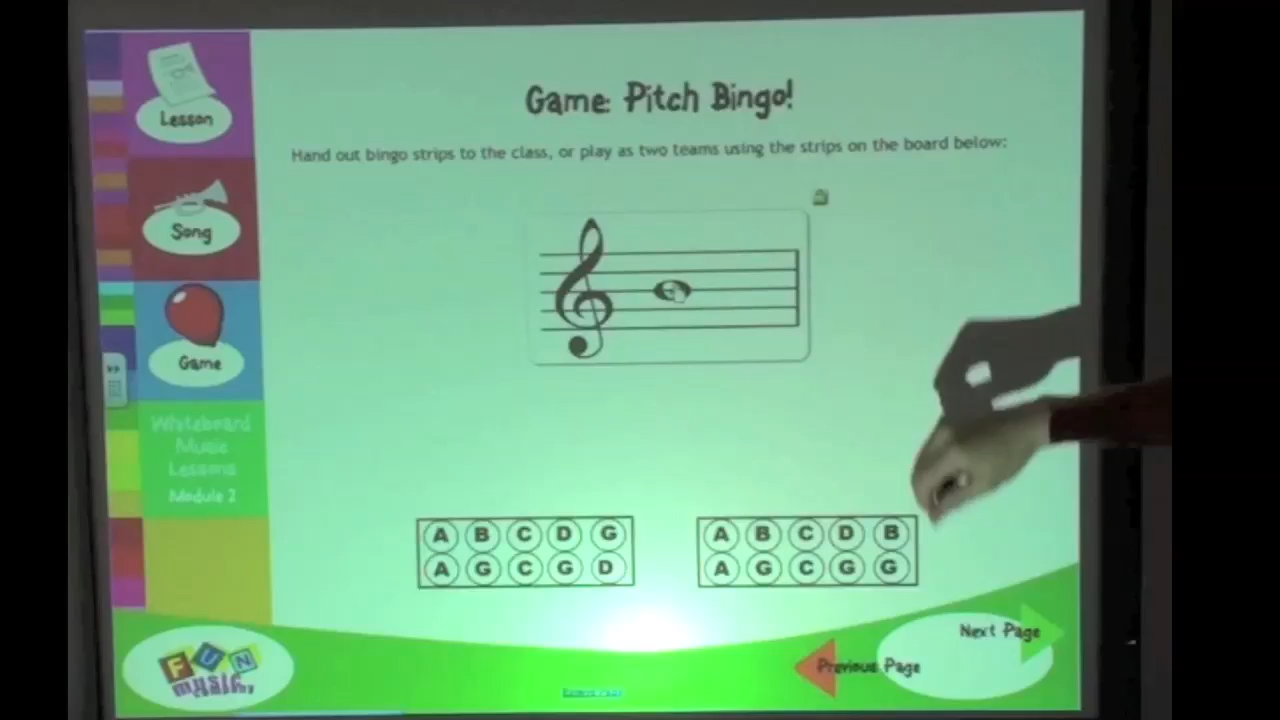 Game: Pitch Bingo!
Hand out bingo strips to the class, or play as two teams using the strips on the board below:
Lesson
Song
Game
Whiteboard
Music
Lessons
Module 2
A B C D G
A G C G D
A B C D B
A G C G G
Next Page
Previous Page
FUN
music